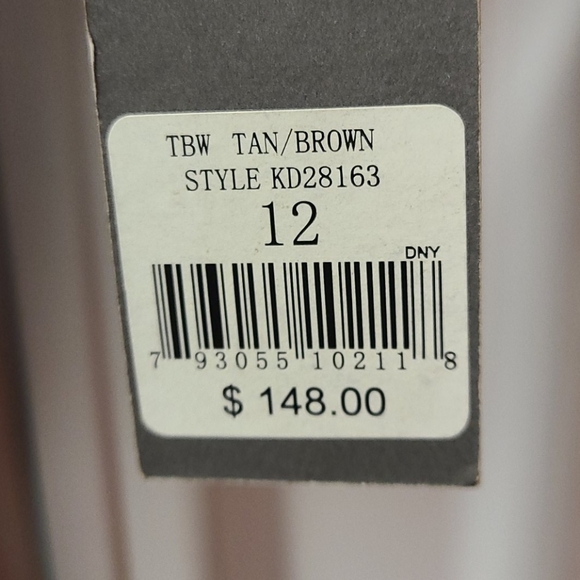 TBW TAN/BROWN
STYLE KD28163
12
DNY
7 93055 10211 8
$ 148.00